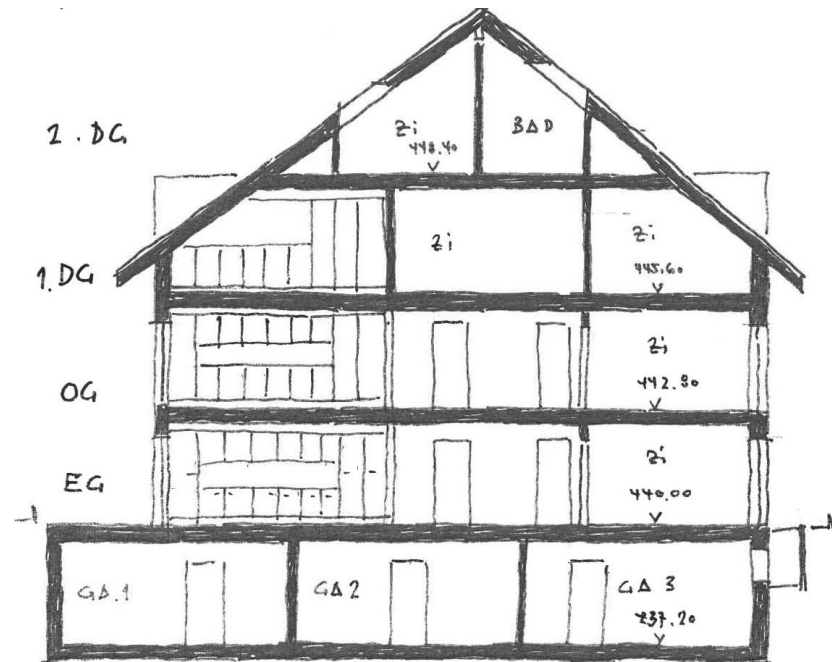 2. DG
Zi
448.40
BAD
1. DG
Zi
Zi
445.60
OG
Zi
442.80
EG
Zi
440.00
GA.1
GA 2
GA 3
237.20